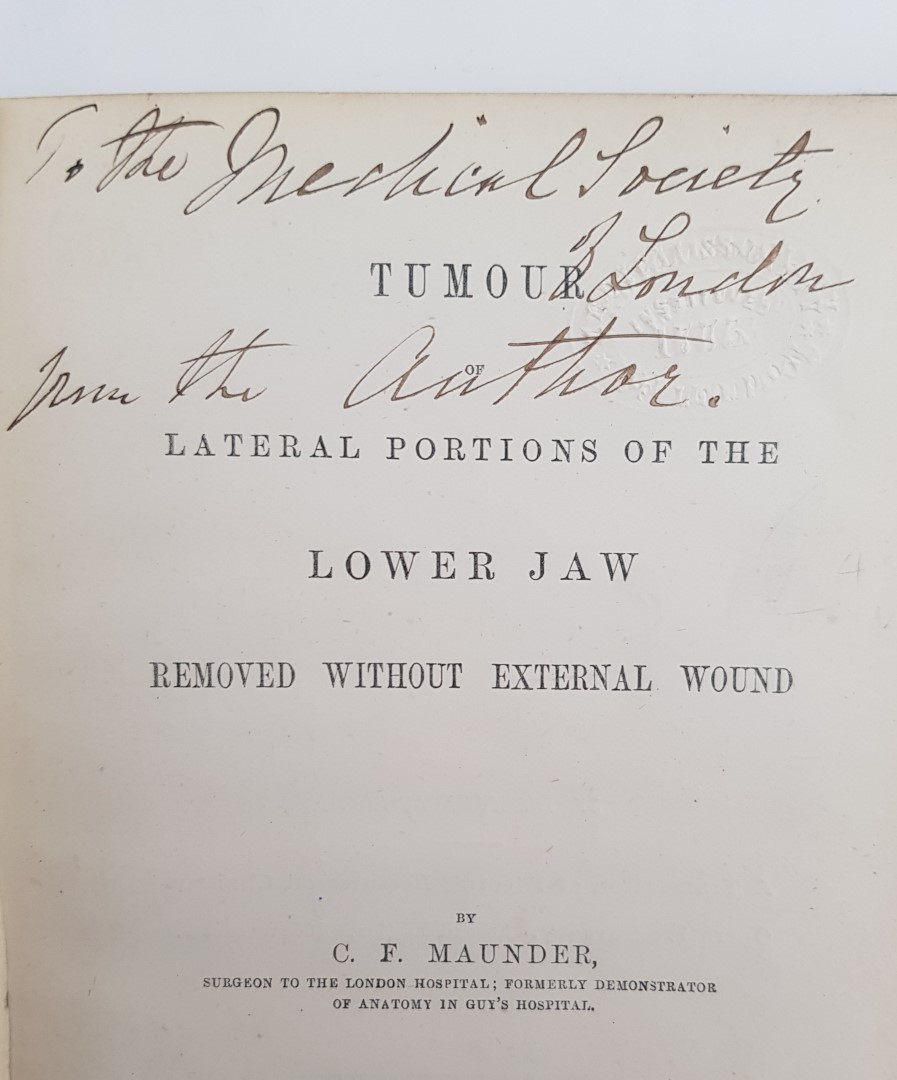 To the Medical Society
of London
TUMOUR
from the Author.
OF
LATERAL PORTIONS OF THE
LOWER JAW
REMOVED WITHOUT EXTERNAL WOUND
BY
C. F. MAUNDER,
SURGEON TO THE LONDON HOSPITAL; FORMERLY DEMONSTRATOR
OF ANATOMY IN GUY'S HOSPITAL.